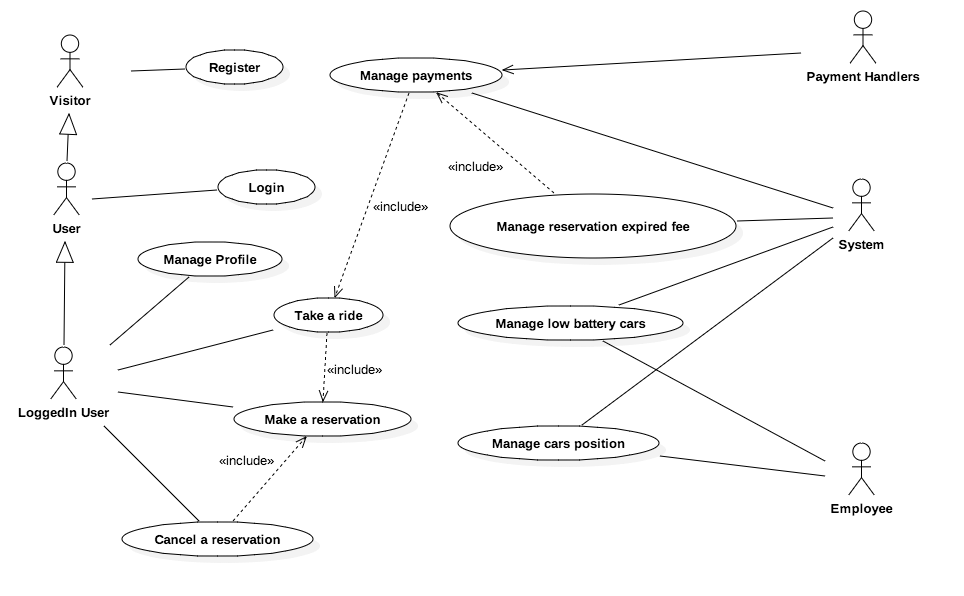 Register
Manage payments
Payment Handlers
Visitor
«include»
Login
«include»
Manage reservation expired fee
User
System
Manage Profile
Take a ride
Manage low battery cars
«include»
LoggedIn User
Make a reservation
Manage cars position
«include»
Employee
Cancel a reservation